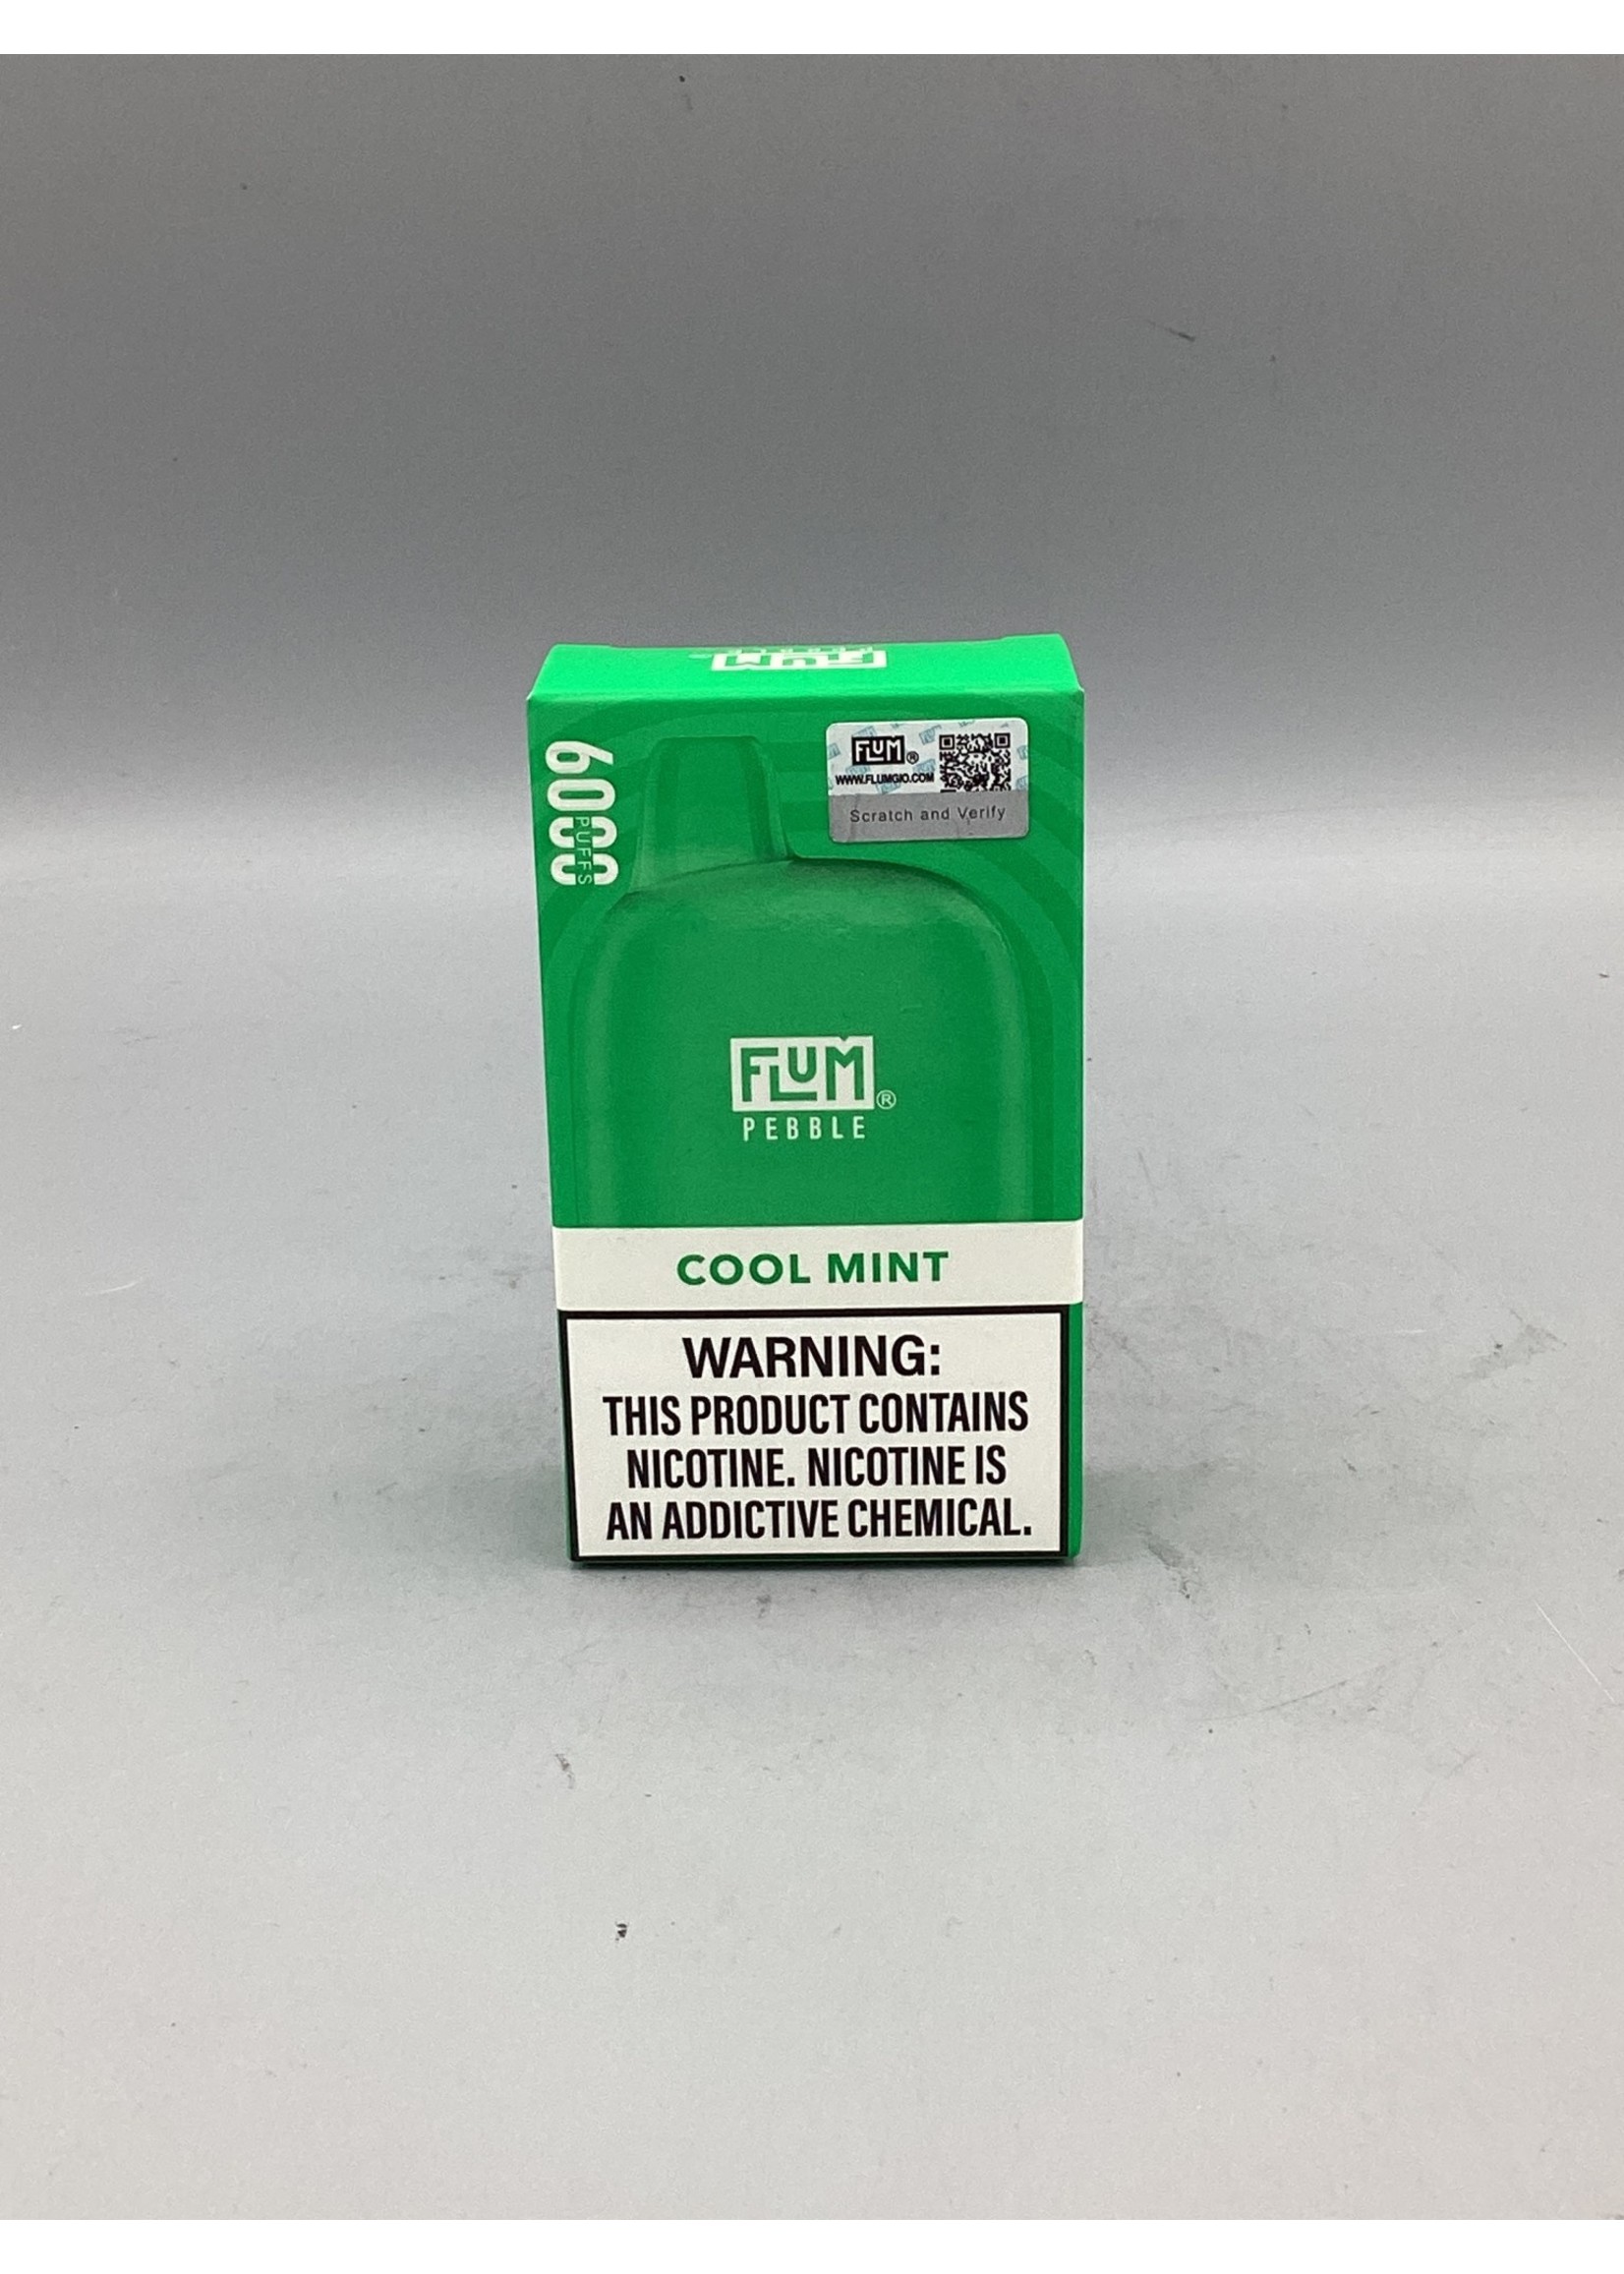 FLUM
6000
PUFFS
FLUM®
WWW.FLUMGIO.COM
Scratch and Verify
FLUM®
PEBBLE
COOL MINT
WARNING:
THIS PRODUCT CONTAINS
NICOTINE. NICOTINE IS
AN ADDICTIVE CHEMICAL.